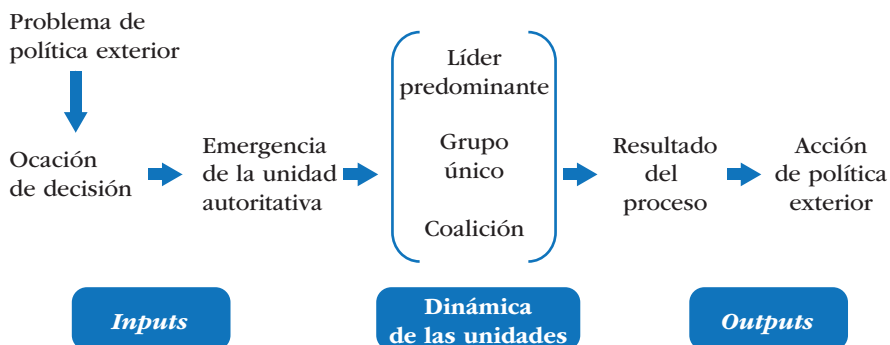 Problema de
política exterior
Ocación
de decisión
Emergencia
de la unidad
autoritativa
Líder
predominante
Grupo
único
Coalición
Resultado
del
proceso
Acción
de política
exterior
Inputs
Dinámica
de las unidades
Outputs